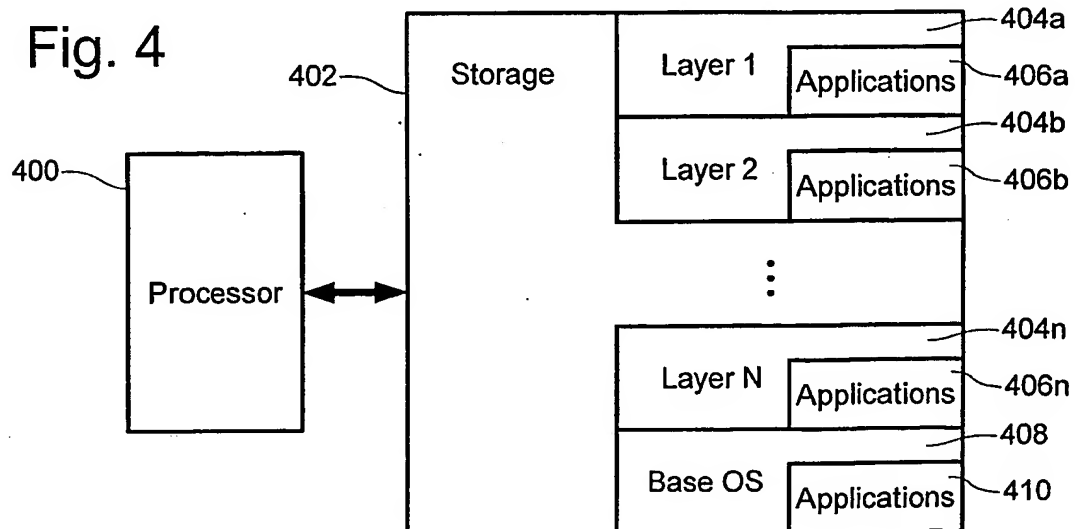 Fig. 4
402
Storage
Layer 1
404a
Applications
406a
404b
Layer 2
Applications
406b
400
Processor
404n
Layer N
Applications
406n
408
Base OS
Applications
410